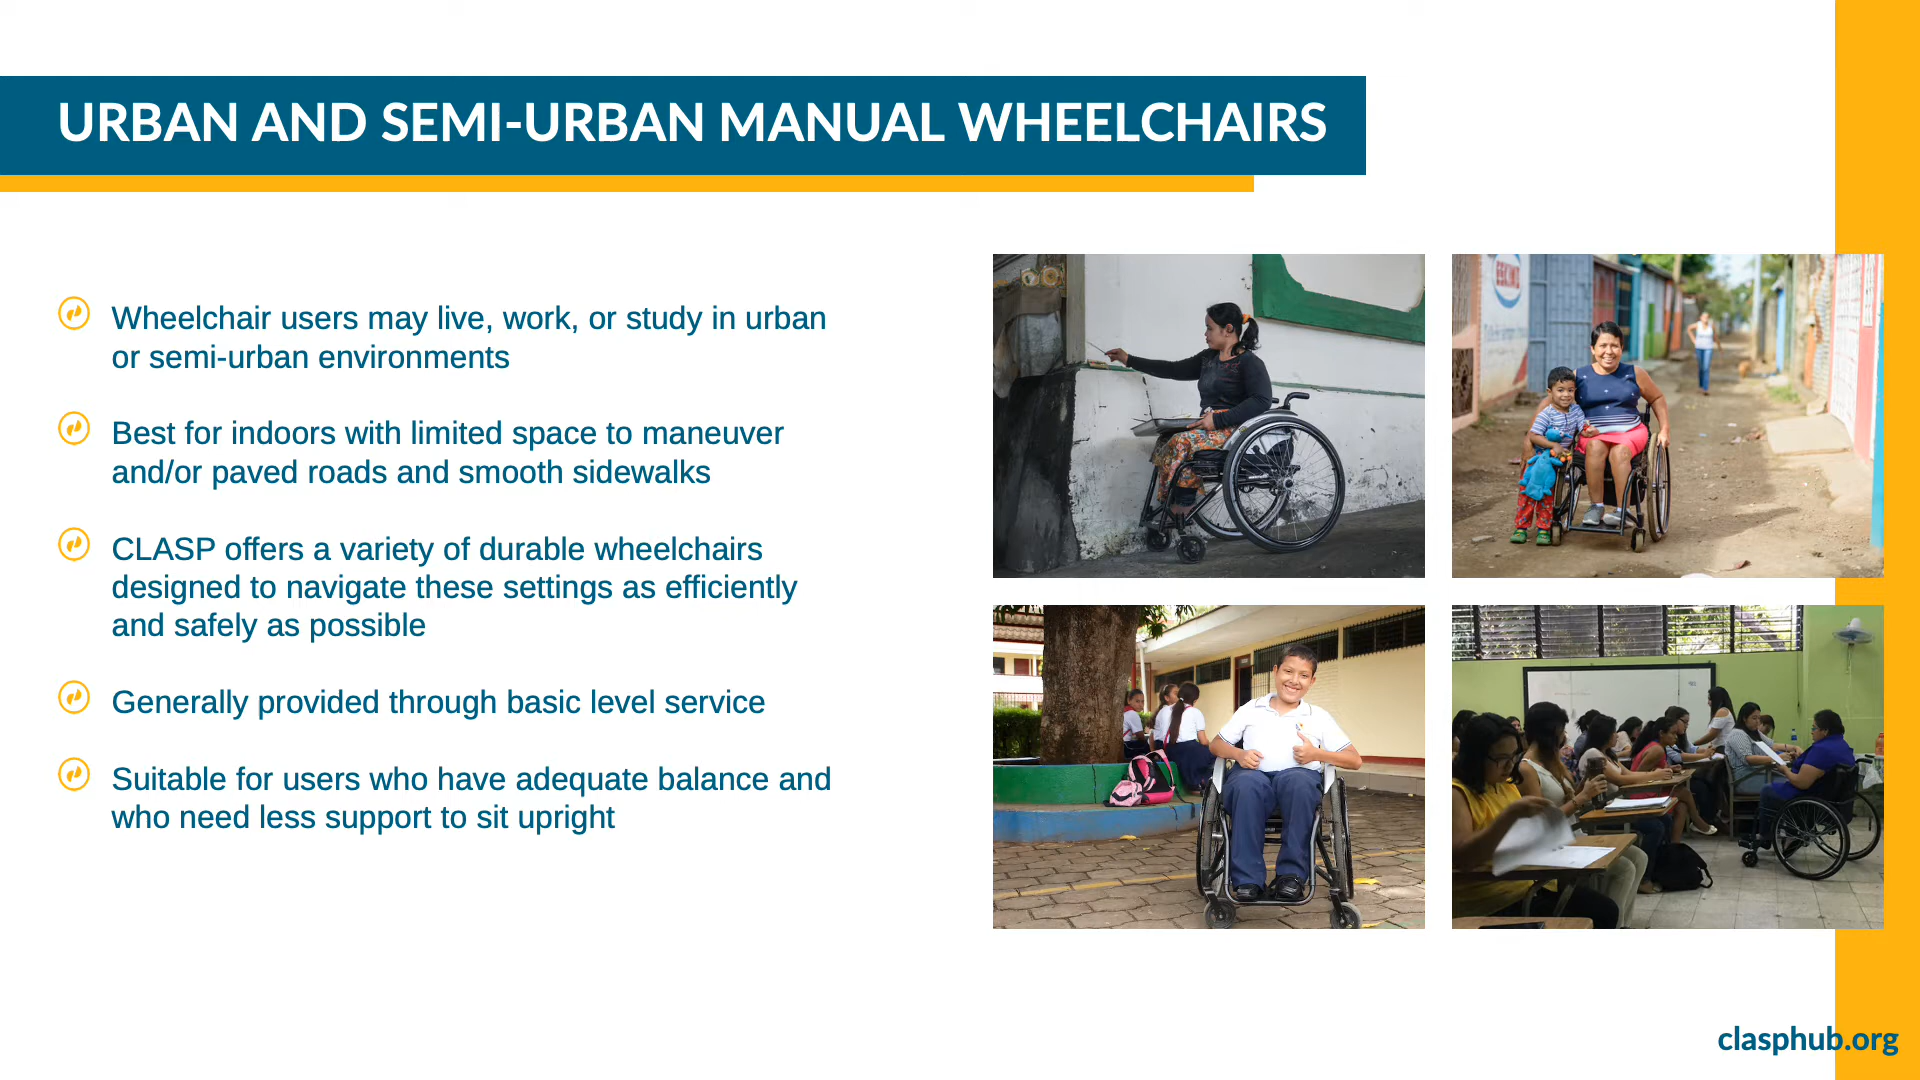 URBAN AND SEMI-URBAN MANUAL WHEELCHAIRS
Wheelchair users may live, work, or study in urban
or semi-urban environments
Best for indoors with limited space to maneuver
and/or paved roads and smooth sidewalks
CLASP offers a variety of durable wheelchairs
designed to navigate these settings as efficiently
and safely as possible
Generally provided through basic level service
Suitable for users who have adequate balance and
who need less support to sit upright
ESKIMO
clasphub.org